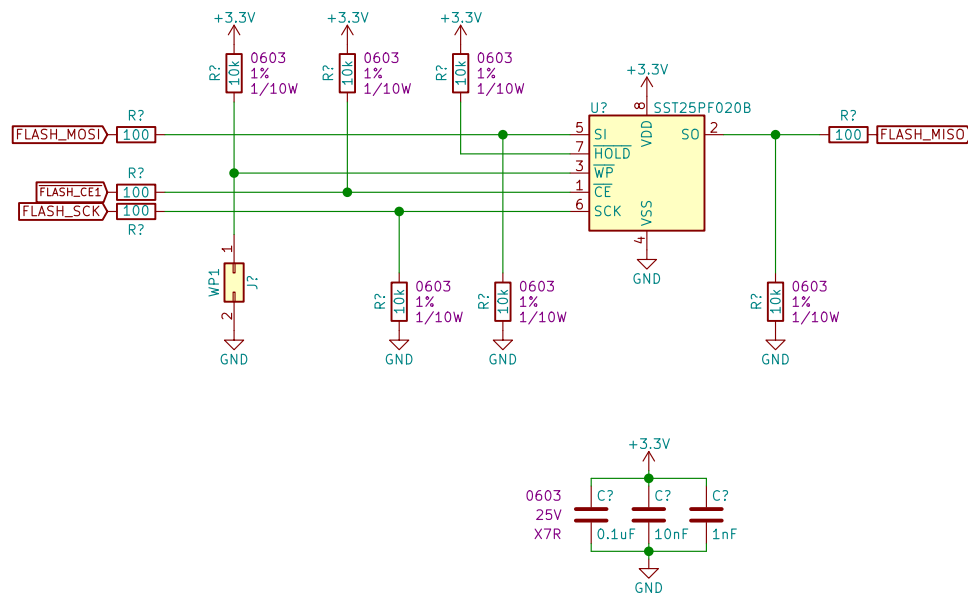 +3.3V
+3.3V
+3.3V
R?
10k
0603
1%
1/10W
R?
10k
0603
1%
1/10W
R?
10k
0603
1%
1/10W
+3.3V
U?
8
SST25PF020B
VDD
FLASH_MOSI
R?
100
5
SI
SO
2
R?
100
FLASH_MISO
7
HOLD
3
WP
FLASH_CE1
R?
100
1
CE
FLASH_SCK
100
R?
6
SCK
VSS
4
GND
1
WP1
J?
2
GND
R?
10k
0603
1%
1/10W
GND
R?
10k
0603
1%
1/10W
GND
R?
10k
0603
1%
1/10W
GND
+3.3V
0603
25V
X7R
C?
0.1uF
C?
10nF
C?
1nF
GND